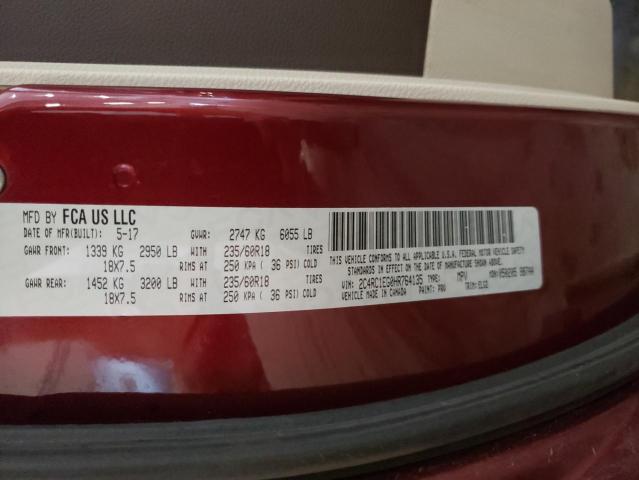 MFD BY FCA US LLC
DATE OF MFR(BUILT): 5-17 GVWR: 2747 KG 6055 LB
GAWR FRONT: 1339 KG 2950 LB WITH 235/60R18 TIRES
18X7.5 RIMS AT 250 KPA ( 36 PSI) COLD
GAWR REAR: 1452 KG 3200 LB WITH 235/60R18 TIRES
18X7.5 RIMS AT 250 KPA ( 36 PSI) COLD
THIS VEHICLE CONFORMS TO ALL APPLICABLE U.S.A. FEDERAL MOTOR VEHICLE SAFETY
STANDARDS IN EFFECT ON THE DATE OF MANUFACTURE SHOWN ABOVE.
VIN: 2C4RC1EG0HR764135 TYPE: MPV MDH:
VEHICLE MADE IN CANADA PAINT: PRV TRIM: